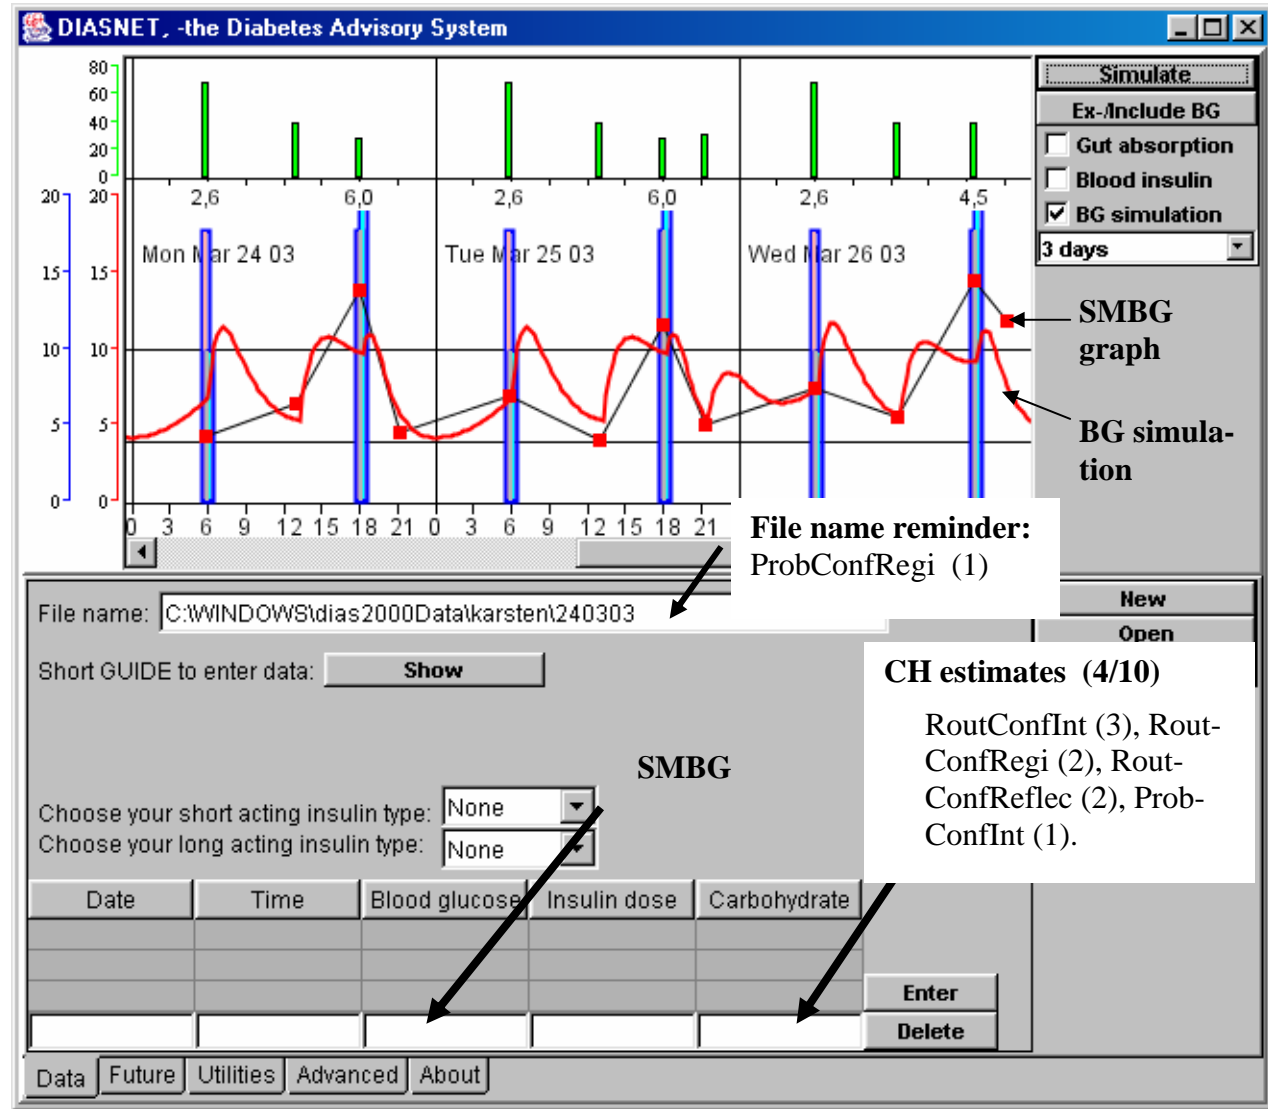 DIASNET, -the Diabetes Advisory System
80
60
40
20
0
Simulate
Ex-/Include BG
Gut absorption
Blood insulin
BG simulation
3 days
20 20
15 15
10 10
5 5
0 0
2,6 6,0 2,6 6,0 2,6 4,5
Mon Mar 24 03 Tue Mar 25 03 Wed Mar 26 03
SMBG
graph
BG simula-
tion
0 3 6 9 12 15 18 21 0 3 6 9 12 15 18 21
File name reminder:
ProbConfRegi (1)
File name: C:\WINDOWS\dias2000Data\karsten\240303
New
Open
Short GUIDE to enter data: Show
CH estimates (4/10)
RoutConfInt (3), Rout-
ConfRegi (2), Rout-
ConfReflec (2), Prob-
ConfInt (1).
SMBG
Choose your short acting insulin type: None
Choose your long acting insulin type: None
Date Time Blood glucose Insulin dose Carbohydrate
Enter
Delete
Data Future Utilities Advanced About